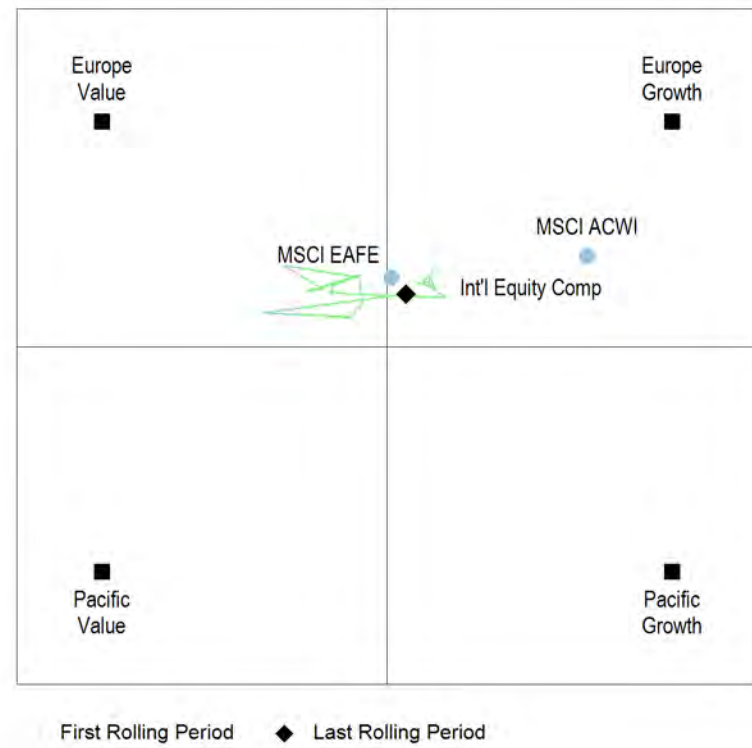 Europe
Value
Europe
Growth
MSCI ACWI
MSCI EAFE
Int'l Equity Comp
Pacific
Value
Pacific
Growth
First Rolling Period
Last Rolling Period